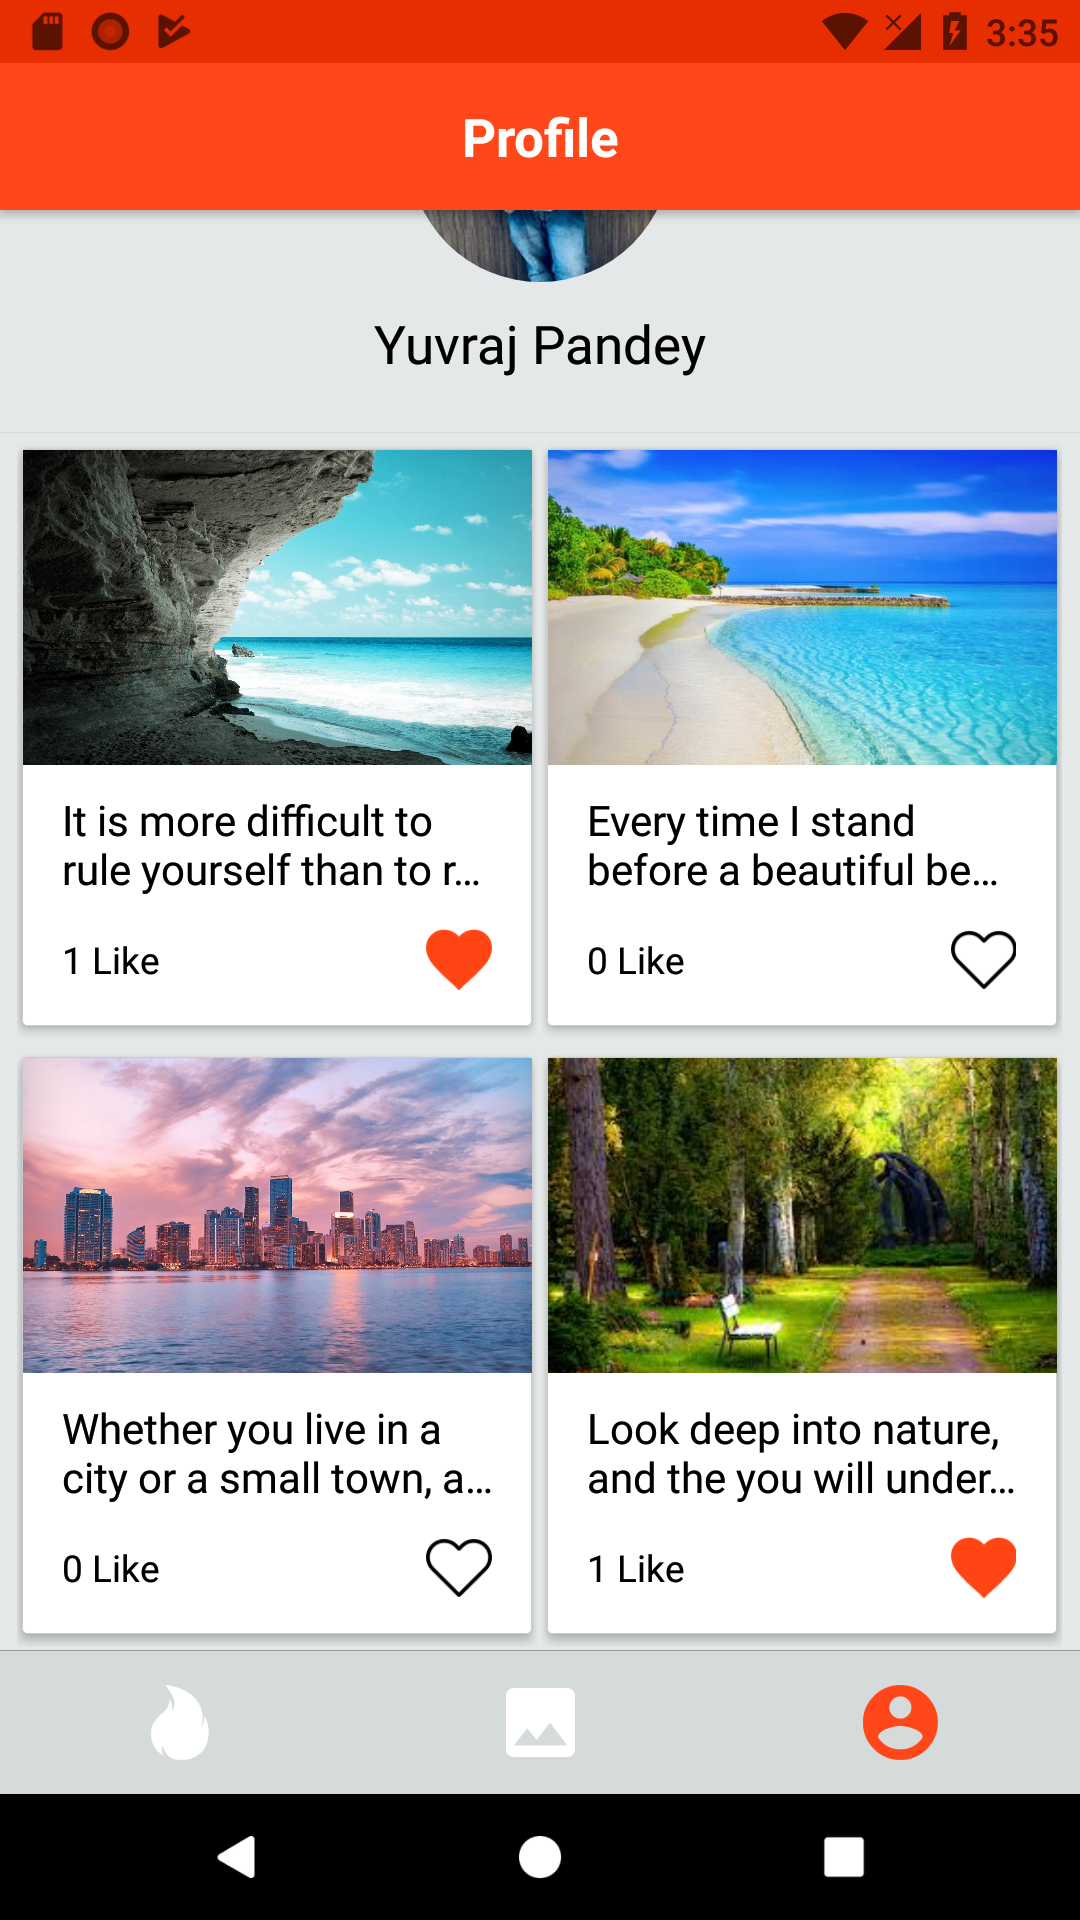 3:35
Profile
Yuvraj Pandey
It is more difficult to
rule yourself than to r...
1 Like
Every time I stand
before a beautiful be...
0 Like
Whether you live in a
city or a small town, a...
0 Like
Look deep into nature,
and the you will under...
1 Like